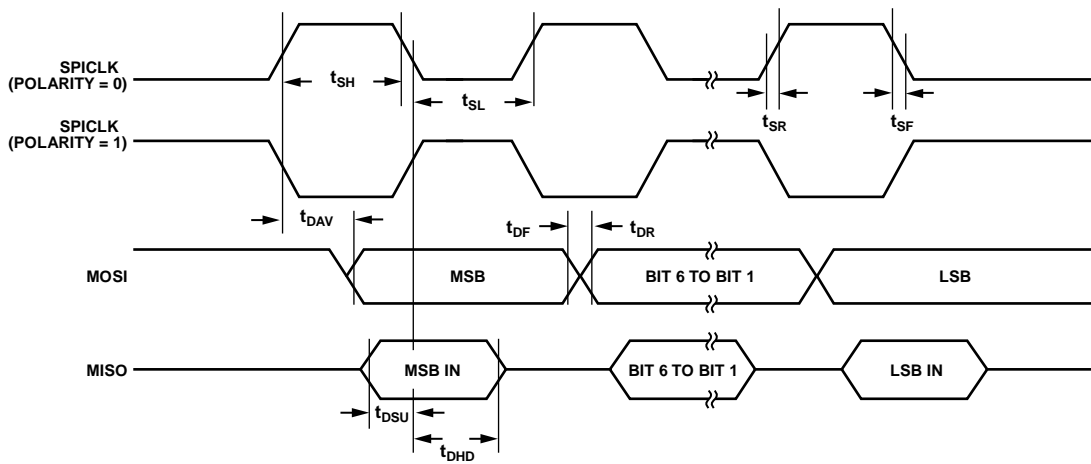 SPICLK
(POLARITY = 0)
tSH
tSL
tSR
tSF
SPICLK
(POLARITY = 1)
tDAV
tDF
tDR
MOSI
MSB
BIT 6 TO BIT 1
LSB
MISO
MSB IN
BIT 6 TO BIT 1
LSB IN
tDSU
tDHD